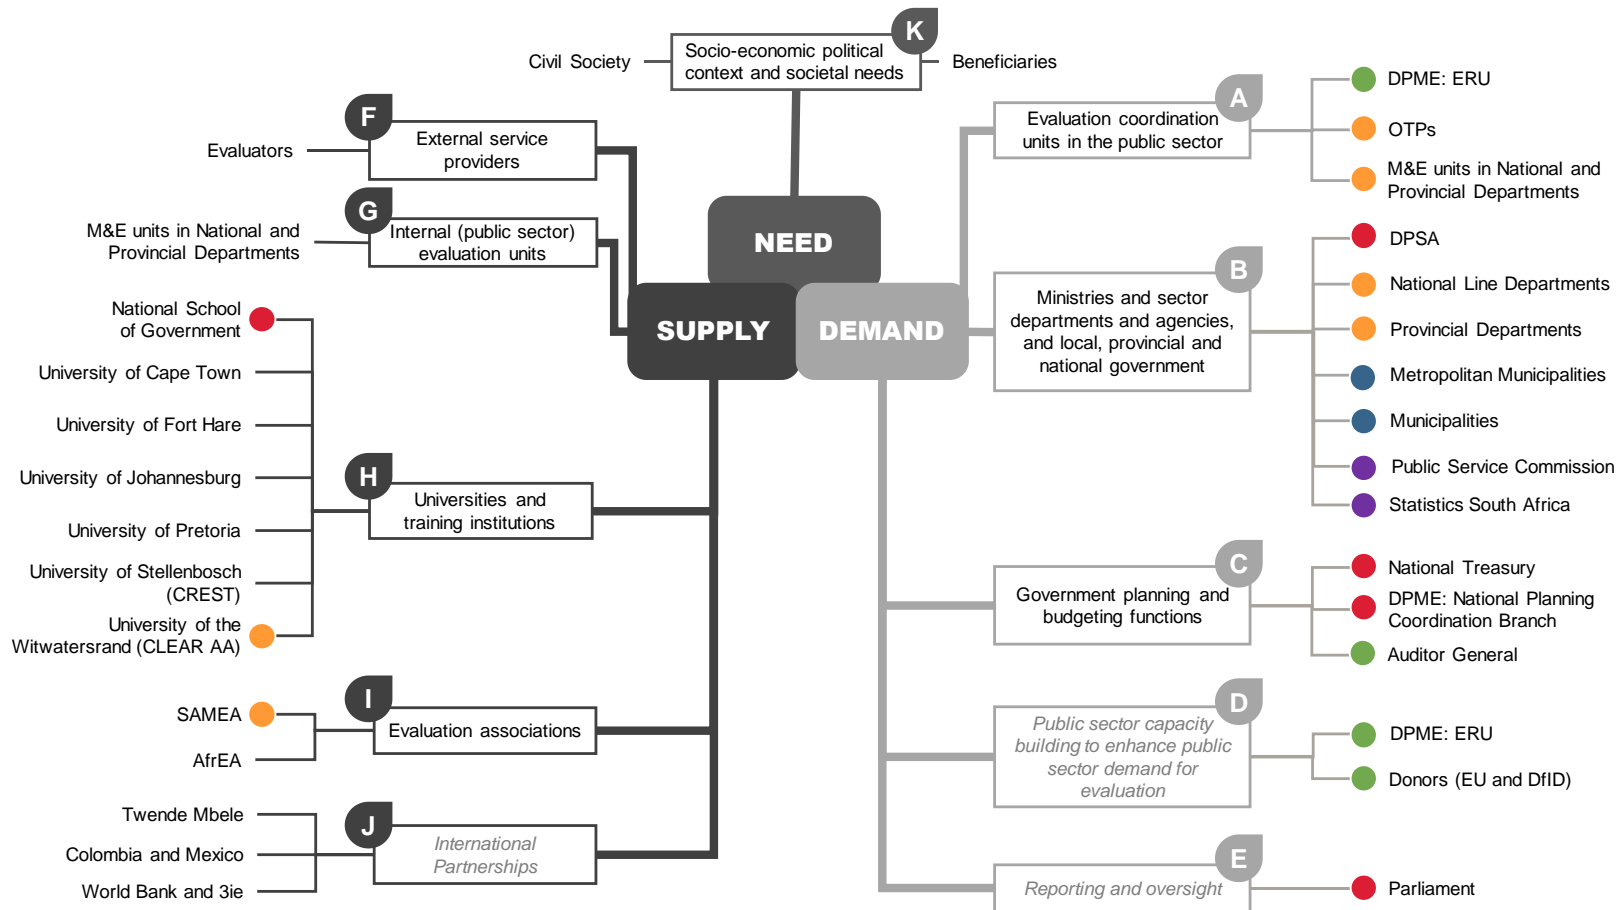 K
Socio-economic political
context and societal needs
Civil Society
Beneficiaries
NEED
SUPPLY
DEMAND
F
External service
providers
Evaluators
G
Internal (public sector)
evaluation units
M&E units in National and
Provincial Departments
H
Universities and
training institutions
National School
of Government
University of Cape Town
University of Fort Hare
University of Johannesburg
University of Pretoria
University of Stellenbosch
(CREST)
University of the
Witwatersrand (CLEAR AA)
I
Evaluation associations
SAMEA
AfrEA
J
International
Partnerships
Twende Mbele
Colombia and Mexico
World Bank and 3ie
A
Evaluation coordination
units in the public sector
DPME: ERU
OTPs
M&E units in National and
Provincial Departments
B
Ministries and sector
departments and agencies,
and local, provincial and
national government
DPSA
National Line Departments
Provincial Departments
Metropolitan Municipalities
Municipalities
Public Service Commission
Statistics South Africa
C
Government planning and
budgeting functions
National Treasury
DPME: National Planning
Coordination Branch
Auditor General
D
Public sector capacity
building to enhance public
sector demand for
evaluation
DPME: ERU
Donors (EU and DfID)
E
Reporting and oversight
Parliament